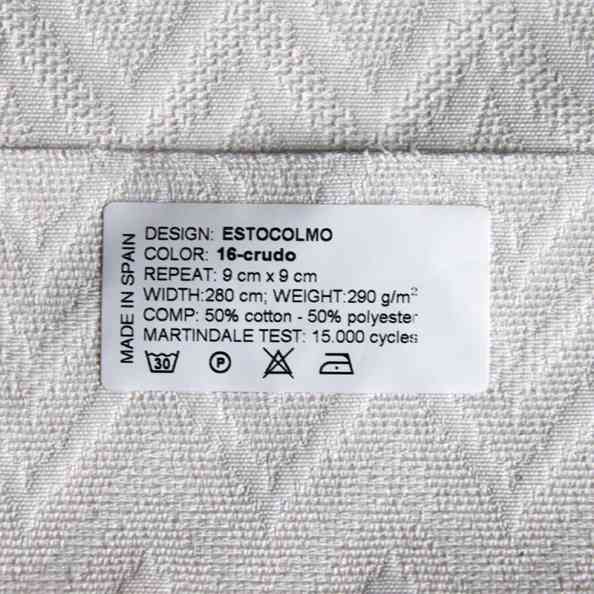 MADE IN SPAIN
DESIGN: ESTOCOLMO
COLOR: 16-crudo
REPEAT: 9 cm x 9 cm
WIDTH:280 cm; WEIGHT:290 g/m²
COMP: 50% cotton - 50% polyester
MARTINDALE TEST: 15.000 cycles
30 P